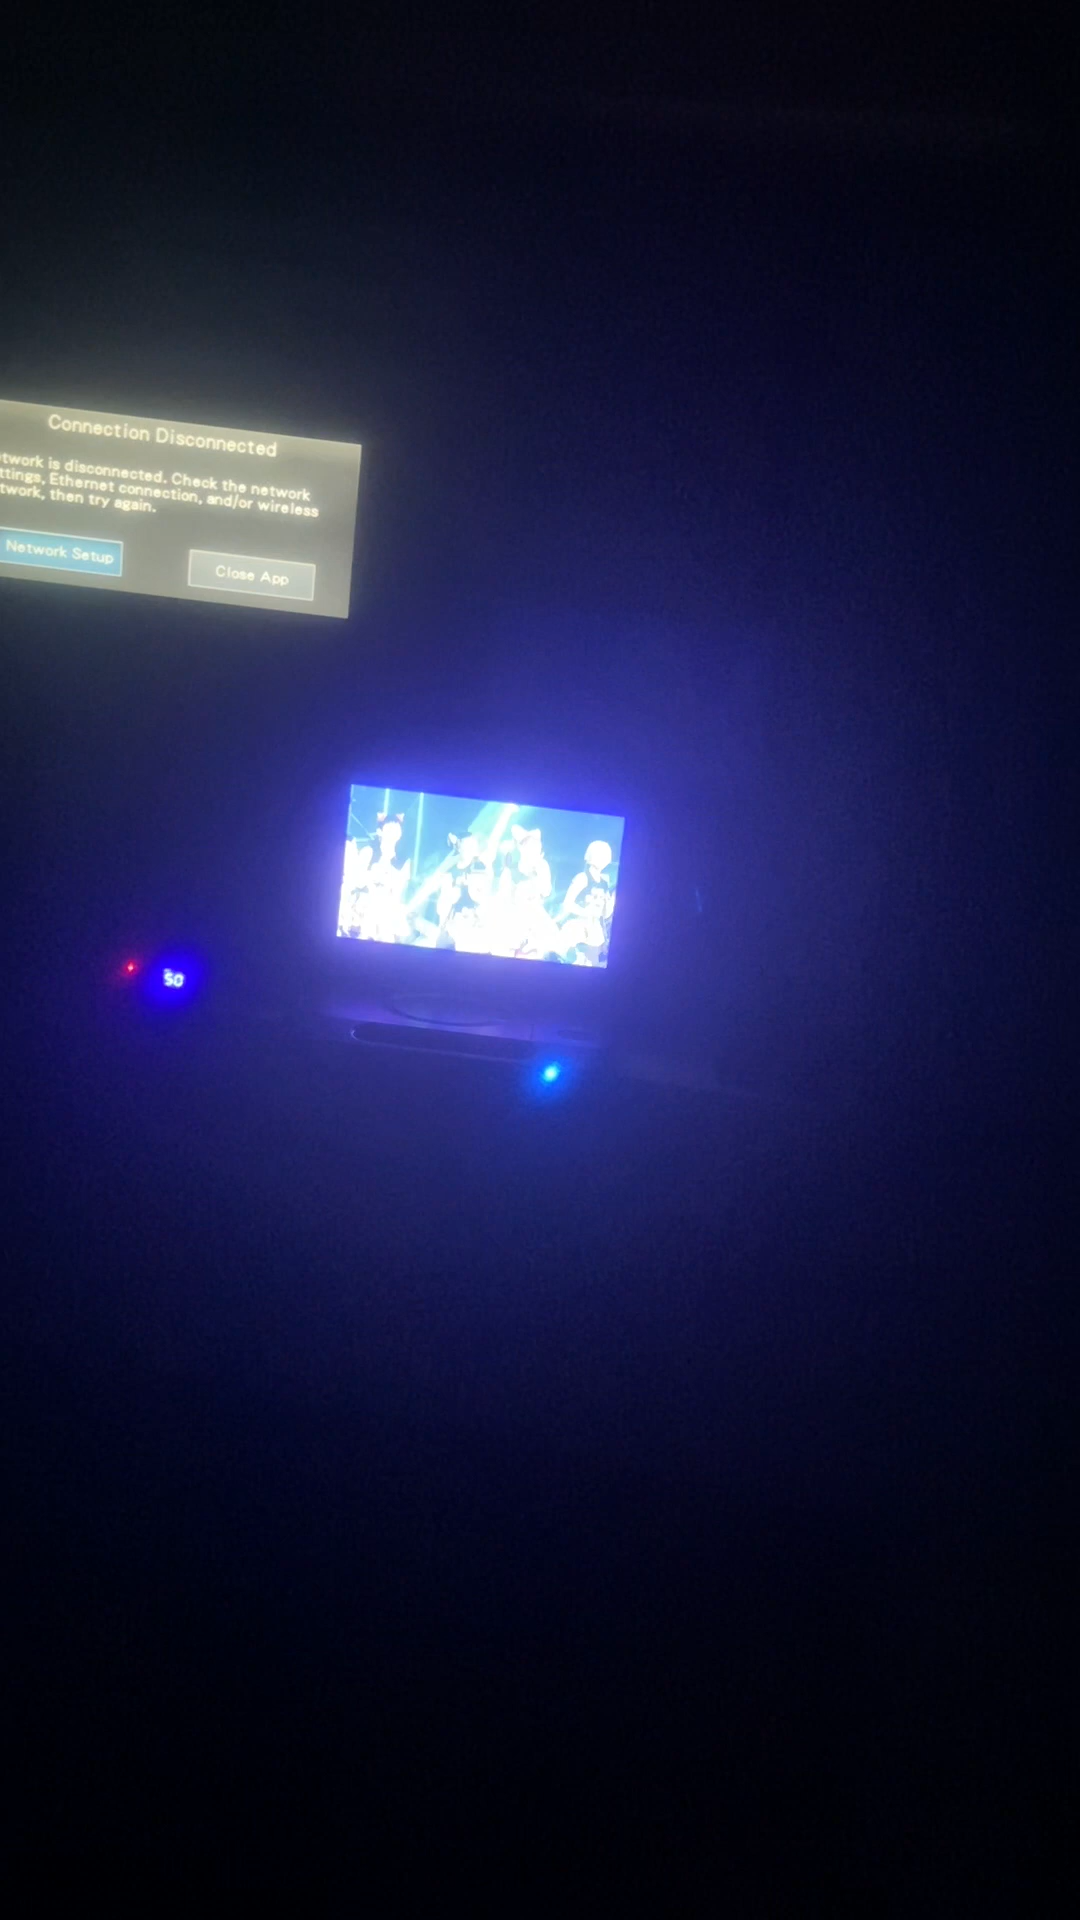 Connection Disconnected
twork is disconnected. Check the network
ttings, Ethernet connection, and/or wireless
twork, then try again.
Network Setup
Close App
50